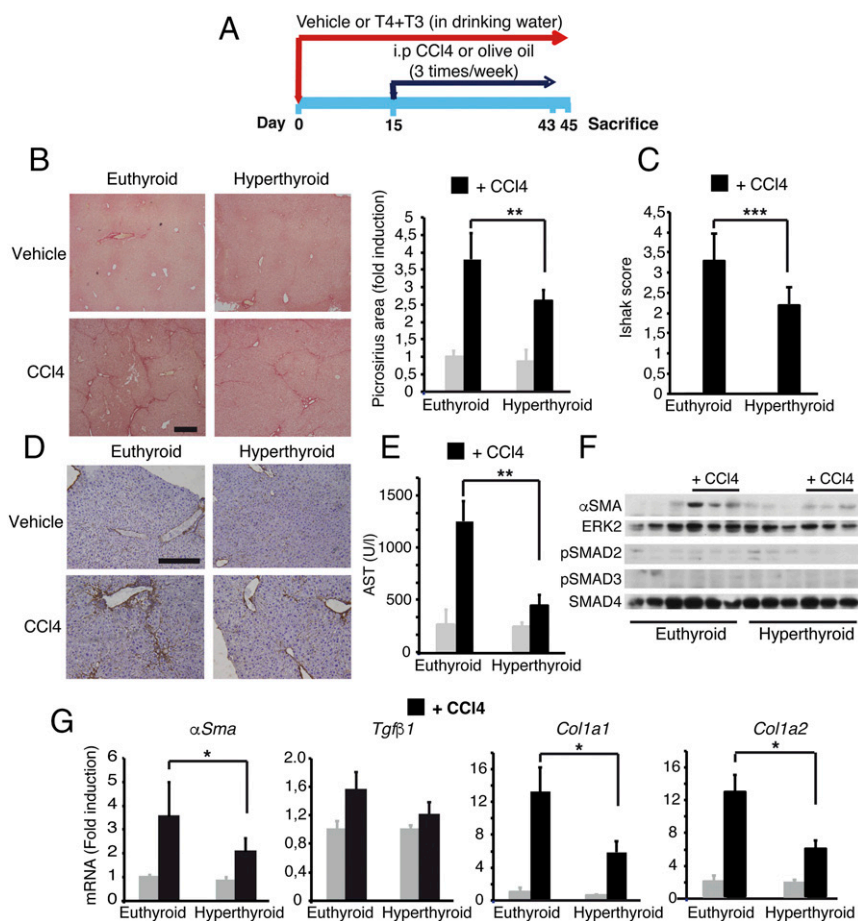 A
Vehicle or T4+T3 (in drinking water)
i.p CCl4 or olive oil
(3 times/week)
Day 0 15 43 45 Sacrifice
B
Euthyroid Hyperthyroid
Vehicle
CCl4
+ CCl4
Picrosirius area (fold induction)
4,5
4
3,5
3
2,5
2
1,5
1
0,5
0
**
Euthyroid Hyperthyroid
C
+ CCl4
Ishak score
4,5
4
3,5
3
2,5
2
1,5
1
0,5
0
***
Euthyroid Hyperthyroid
D
Euthyroid Hyperthyroid
Vehicle
CCl4
E
+ CCl4
AST (U/l)
1500
1000
500
0
**
Euthyroid Hyperthyroid
F
+ CCl4 + CCl4
αSMA
ERK2
pSMAD2
pSMAD3
SMAD4
Euthyroid Hyperthyroid
G
+ CCl4
mRNA (Fold induction)
αSma
6
5
4
3
2
1
0
*
Euthyroid Hyperthyroid
Tgfβ1
2.0
1.6
1.2
0,8
0,4
0
Euthyroid Hyperthyroid
Col1a1
16
12
8
4
0
*
Euthyroid Hyperthyroid
Col1a2
16
12
8
4
0
*
Euthyroid Hyperthyroid